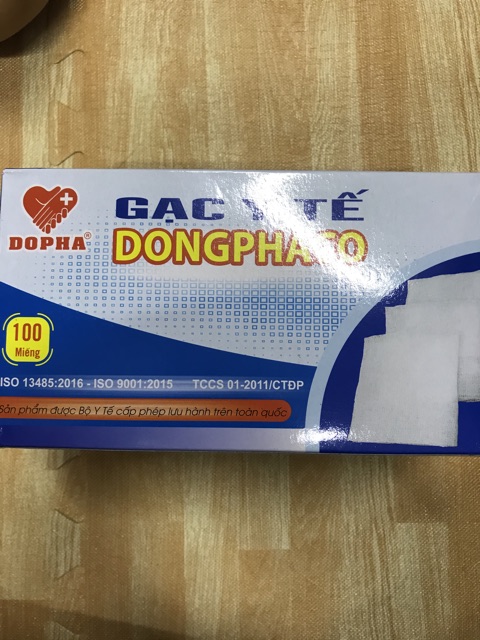 GẠC Y TẾ
DONGPHACO
DOPHA®
100
Miếng
ISO 13485:2016 - ISO 9001:2015 TCCS 01-2011/CTĐP
Sản phẩm được Bộ Y Tế cấp phép lưu hành trên toàn quốc